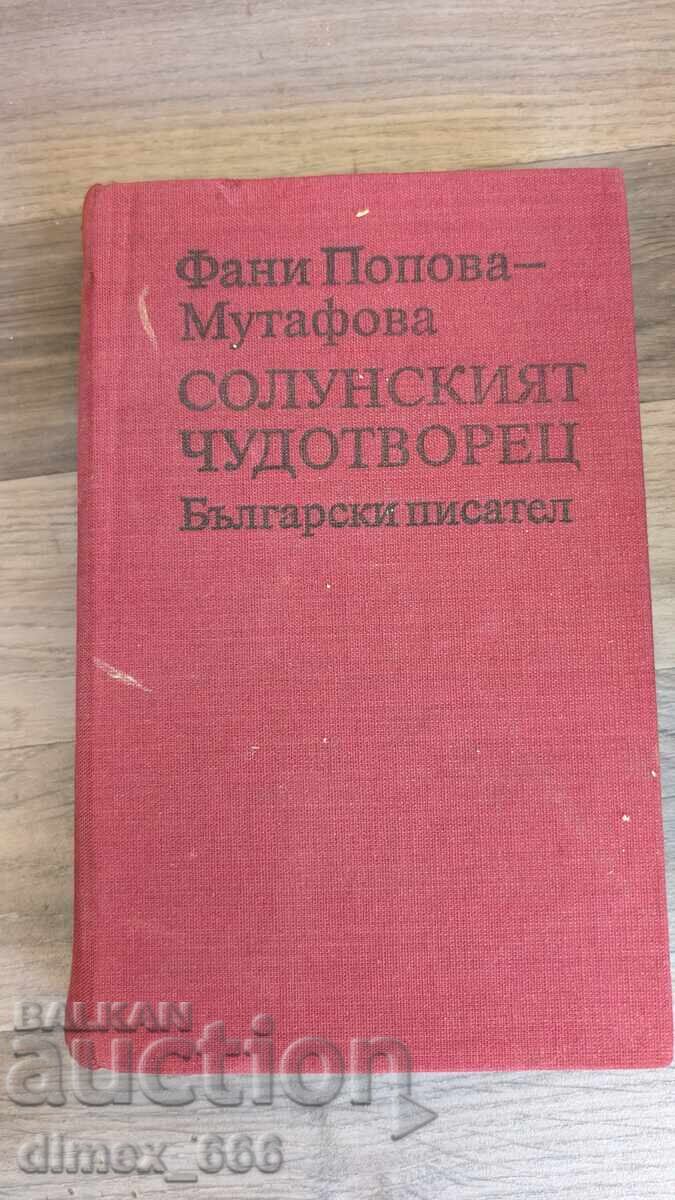 Фани Попова–
Мутафова
СОЛУНСКИЯТ
ЧУДОТВОРЕЦ
Български писател
BALKAN
auction
dimex_666